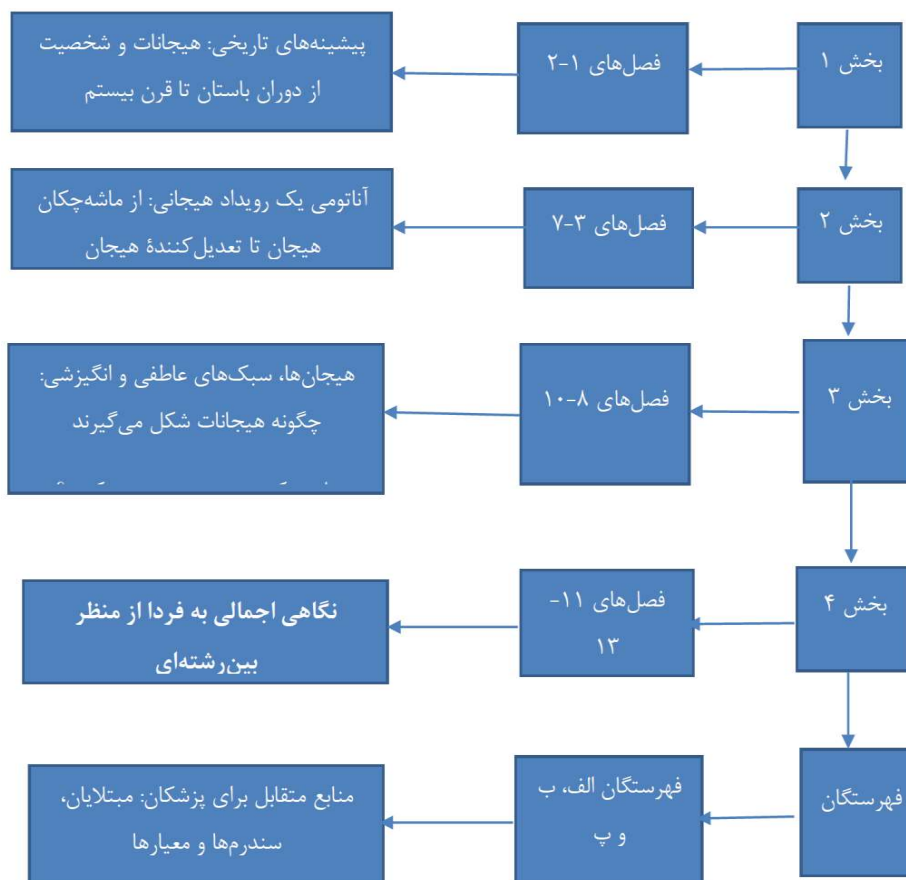 بخش ۱
فصل‌های ۱-۲
پیشینه‌های تاریخی: هیجانات و شخصیت
از دوران باستان تا قرن بیستم
بخش ۲
فصل‌های ۳-۷
آناتومی یک رویداد هیجانی: از ماشه‌چکان
هیجان تا تعدیل‌کنندهٔ هیجان
بخش ۳
فصل‌های ۸-۱۰
هیجان‌ها، سبک‌های عاطفی و انگیزشی:
چگونه هیجانات شکل می‌گیرند
بخش ۴
فصل‌های ۱۱-
۱۳
نگاهی اجمالی به فردا از منظر
بین‌رشته‌ای
فهرستگان
فهرستگان الف، ب
و پ
منابع متقابل برای پزشکان: مبتلایان،
سندرم‌ها و معیارها